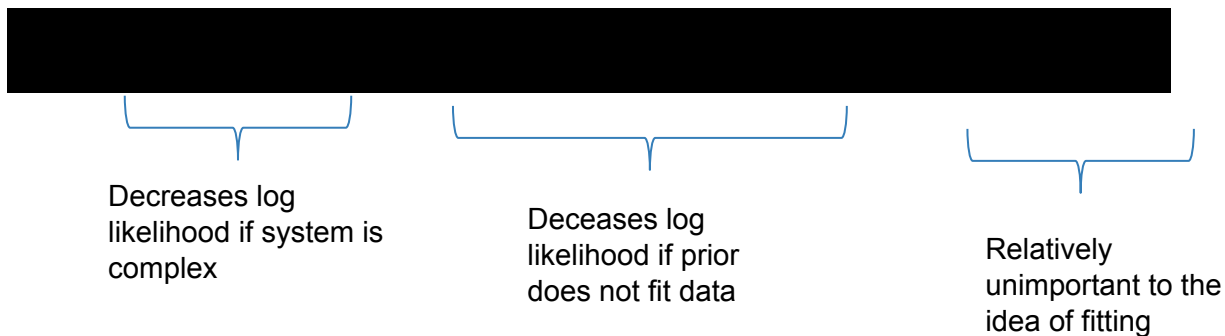 Decreases log
likelihood if system is
complex
Deceases log
likelihood if prior
does not fit data
Relatively
unimportant to the
idea of fitting